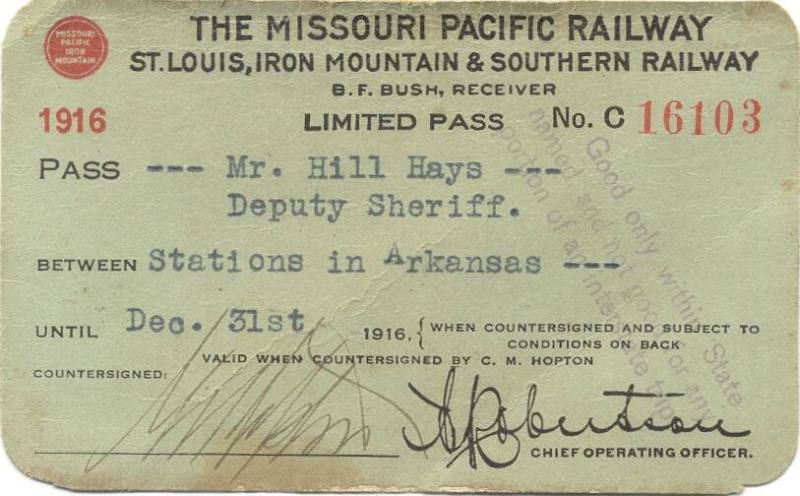 MISSOURI
PACIFIC
IRON
MOUNTAIN
THE MISSOURI PACIFIC RAILWAY
ST. LOUIS, IRON MOUNTAIN & SOUTHERN RAILWAY
B. F. BUSH, RECEIVER
1916 LIMITED PASS No. C 16103
PASS --- Mr. Hill Hays ---
Deputy Sheriff.
BETWEEN Stations in Arkansas ---
UNTIL Dec. 31st 1916, { WHEN COUNTERSIGNED AND SUBJECT TO
CONDITIONS ON BACK
VALID WHEN COUNTERSIGNED BY C. M. HOPTON
COUNTERSIGNED:
A Robertson
CHIEF OPERATING OFFICER.
Good only within State
named, and not good for any
portion of an interstate trip.